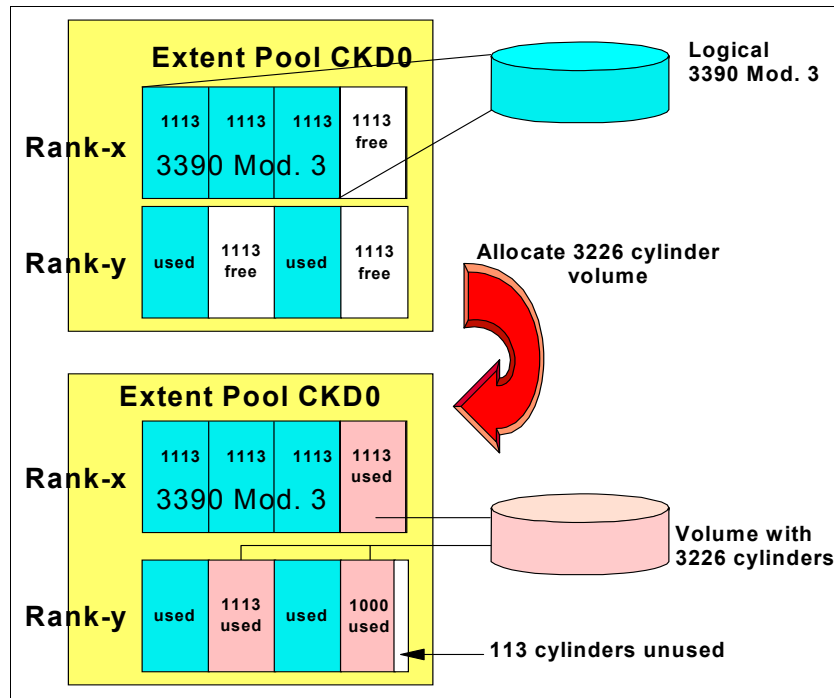 Extent Pool CKD0
Logical
3390 Mod. 3
Rank-x
1113 1113 1113 1113
free
3390 Mod. 3
Rank-y
used 1113
free used 1113
free
Allocate 3226 cylinder
volume
Extent Pool CKD0
Rank-x
1113 1113 1113 1113
used
3390 Mod. 3
Volume with
3226 cylinders
Rank-y
used 1113
used used 1000
used
113 cylinders unused